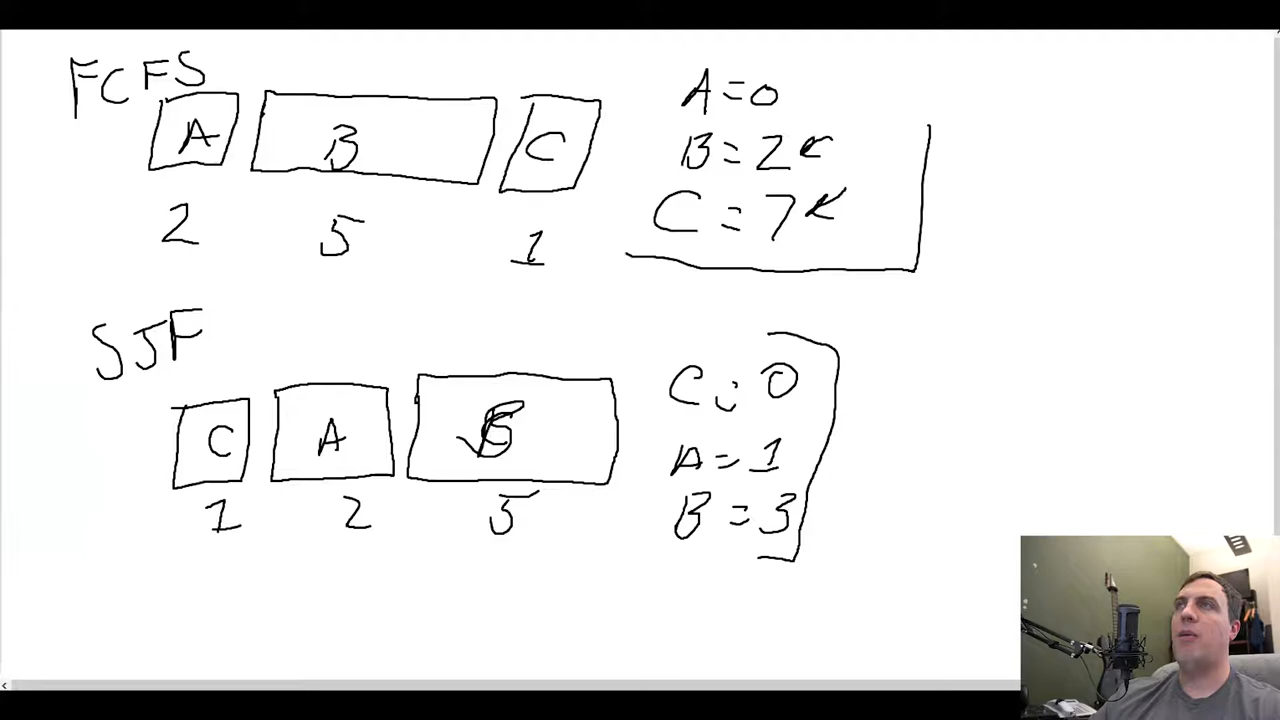 FCFS
A B C
2 5 1
A=0
B=2
C=7
SJF
C A B
1 2 5
C=0
A=1
B=3